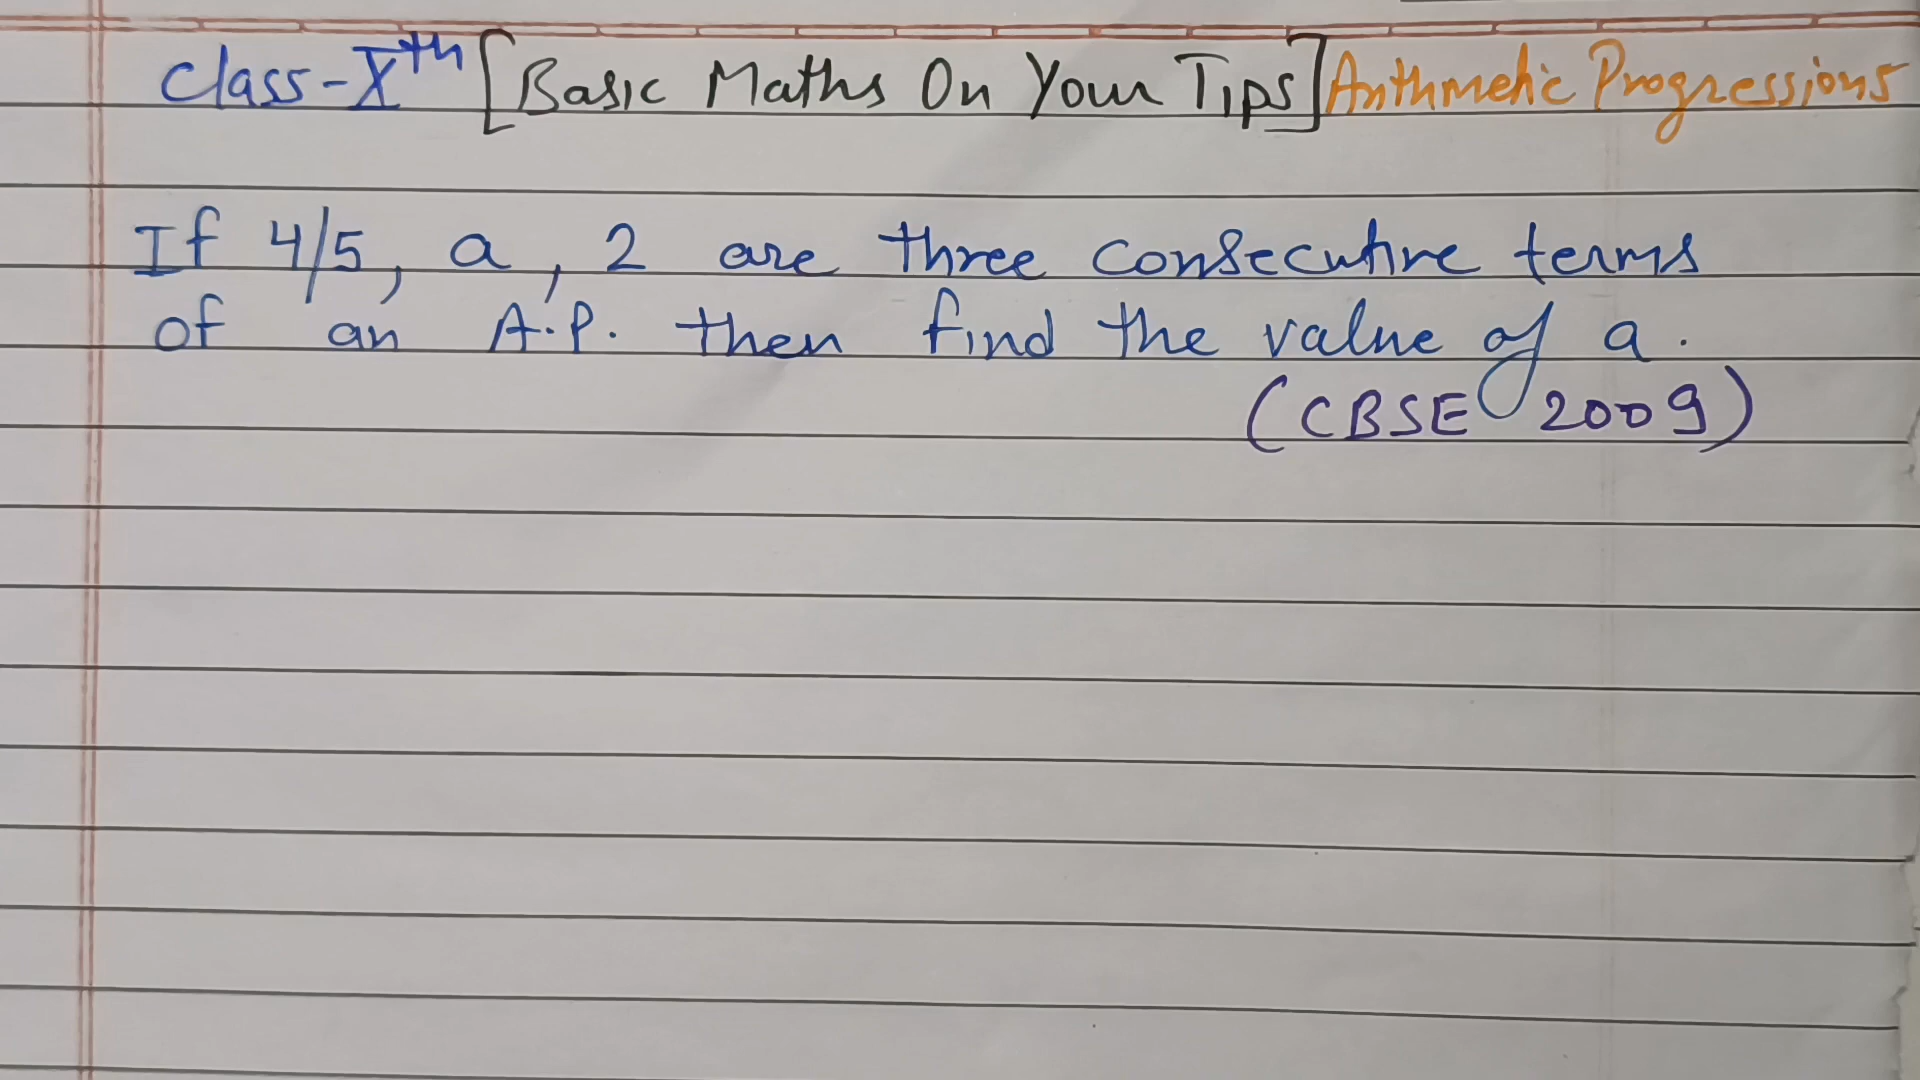 Class-Xth [Basic Maths On Your Tips] Arithmetic Progressions
If 4/5, a, 2 are three consecutive terms
of an A.P. then find the value of a.
(CBSE 2009)